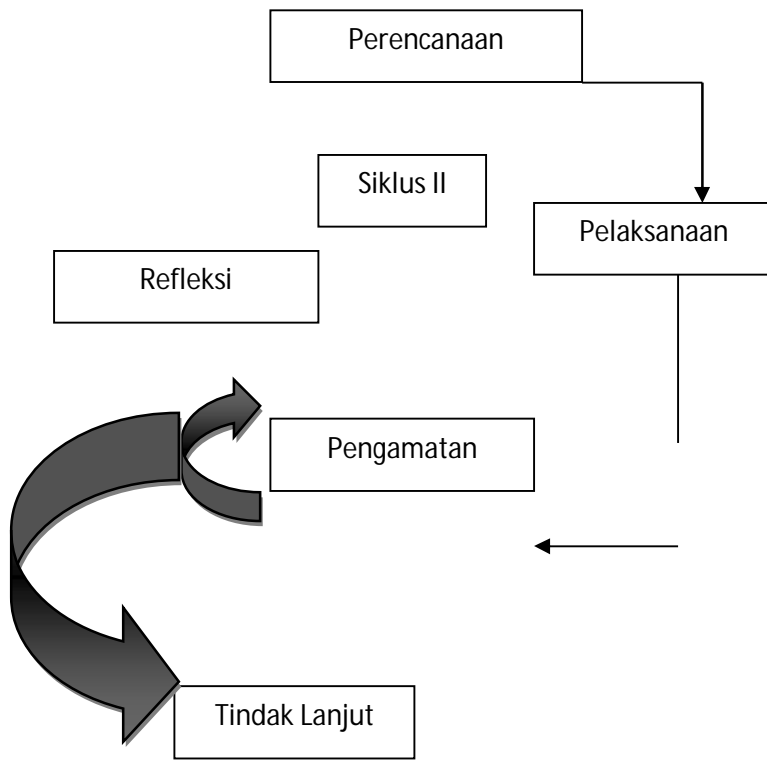 Perencanaan
Siklus II
Pelaksanaan
Refleksi
Pengamatan
Tindak Lanjut